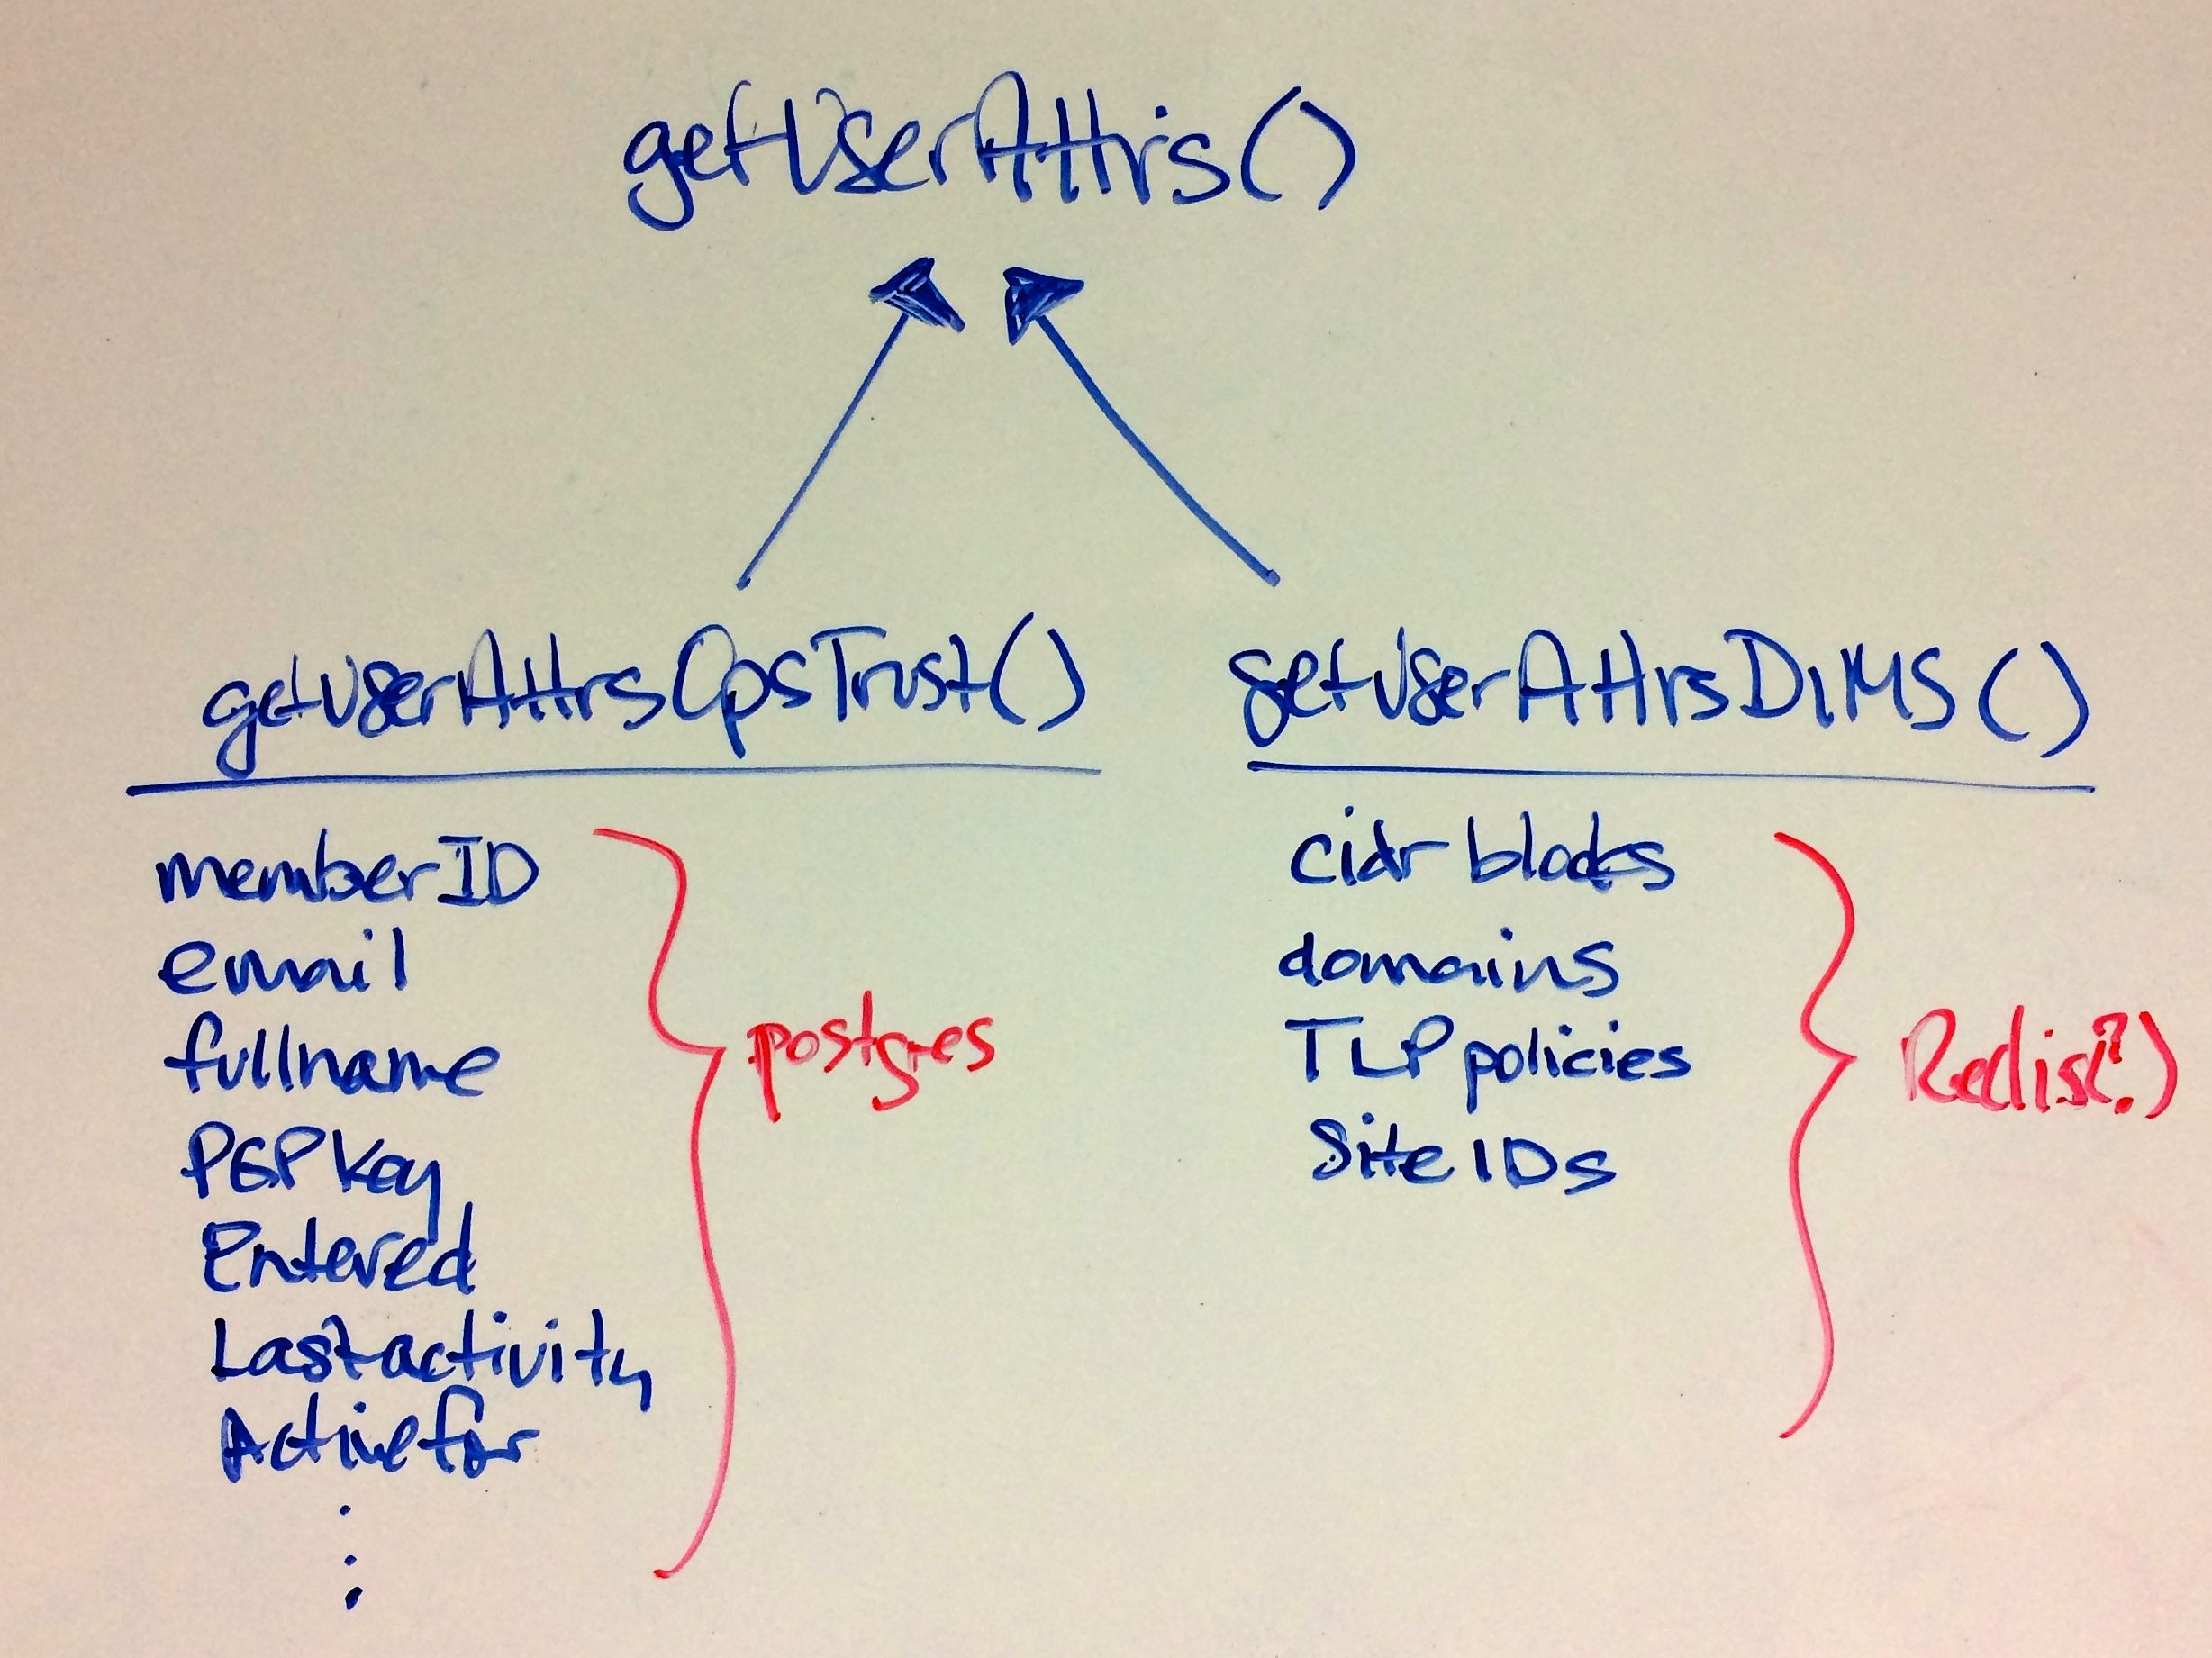 getUserAttrs()
getUserAttrsOpsTrust()
getUserAttrsDIMS()
memberID
email
fullname
PGPKey
Entered
Lastactivity
Activefor
postgres
cidr blocks
domains
TLP policies
Site IDs
Redis(?)